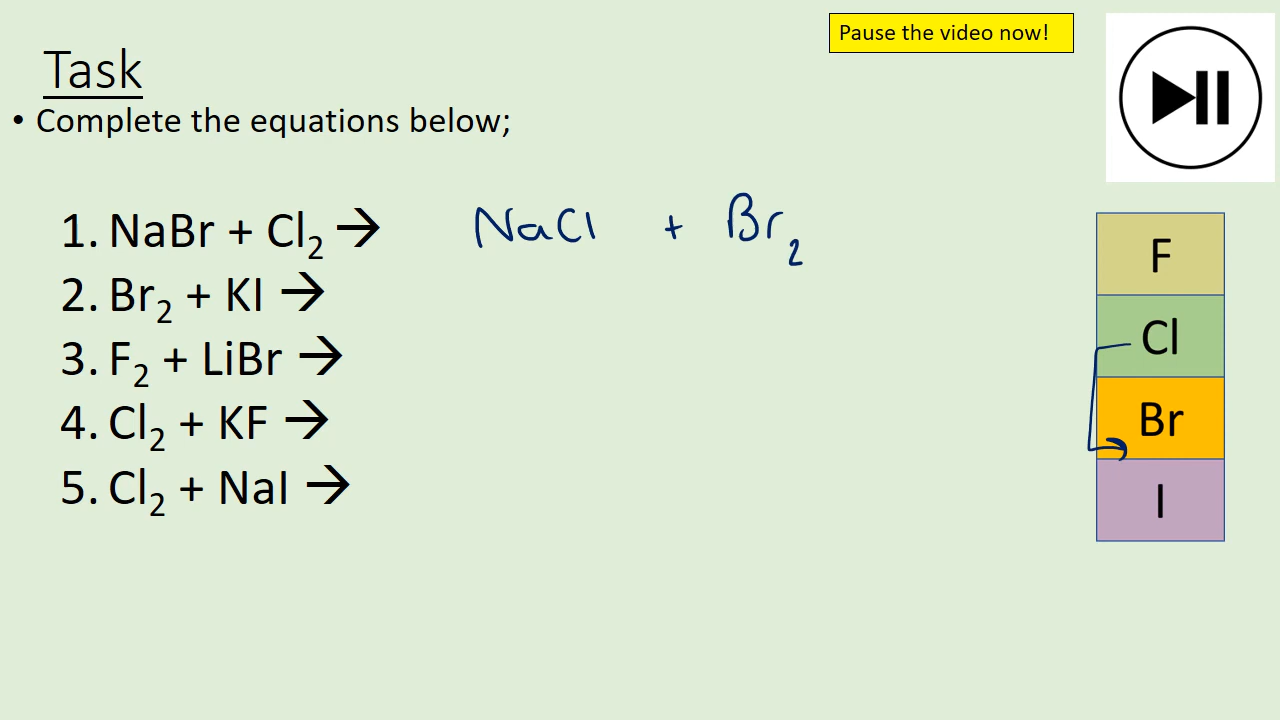 Pause the video now!
Task
• Complete the equations below;
1. NaBr + Cl₂ → NaCl + Br₂
2. Br₂ + KI →
3. F₂ + LiBr →
4. Cl₂ + KF →
5. Cl₂ + NaI →
F
Cl
Br
I